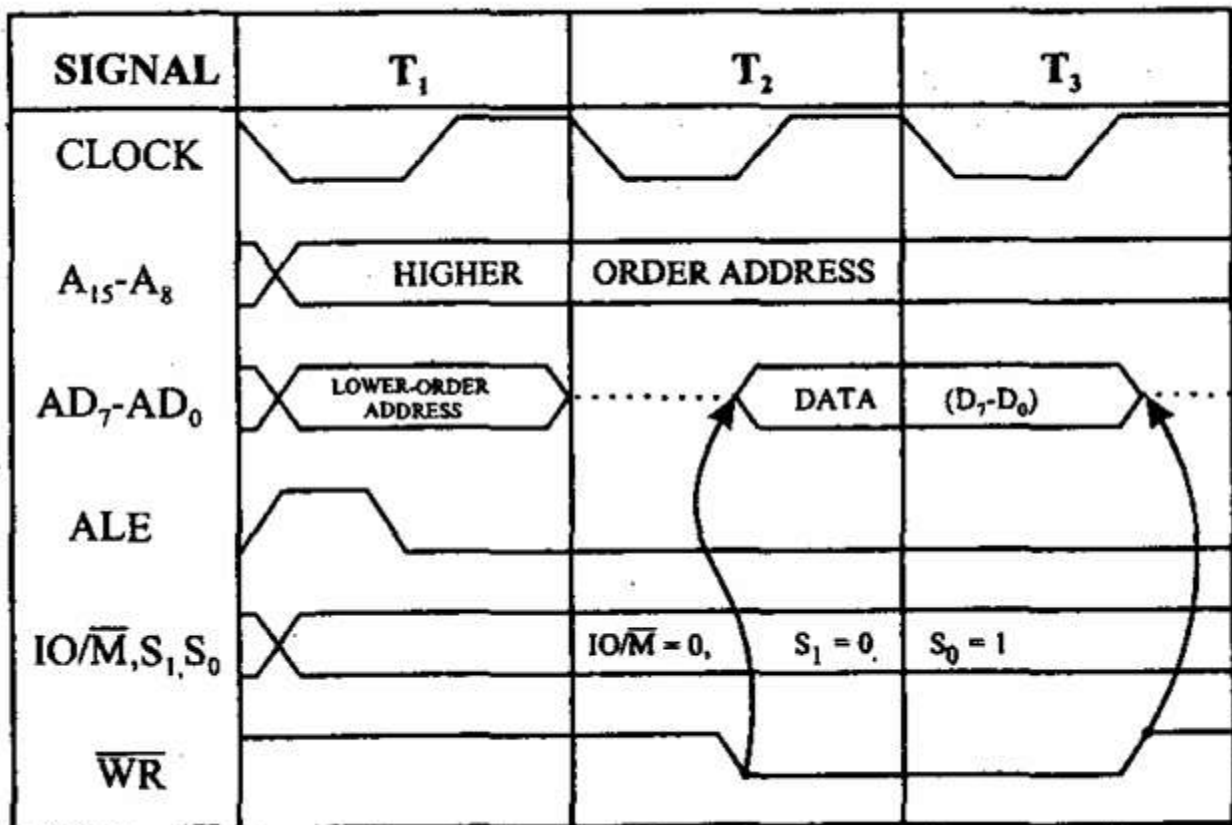 SIGNAL T₁ T₂ T₃
CLOCK
A₁₅-A₈ HIGHER ORDER ADDRESS
AD₇-AD₀ LOWER-ORDER ADDRESS DATA (D₇-D₀)
ALE
IO/M̅,S₁,S₀ IO/M̅ = 0, S₁ = 0. S₀ = 1
W̅R̅